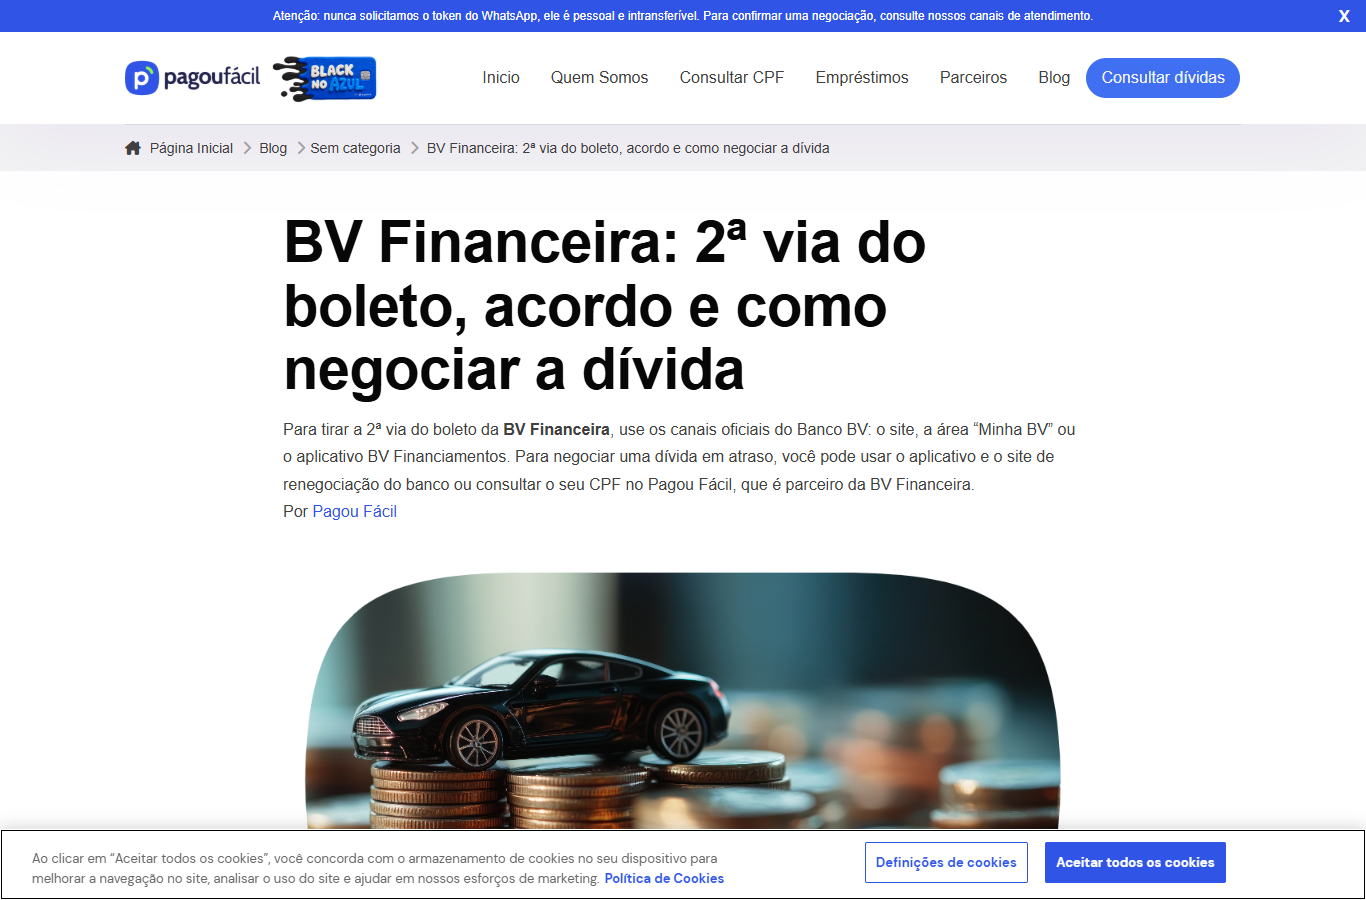 Atenção: nunca solicitamos o token do WhatsApp, ele é pessoal e intransferível. Para confirmar uma negociação, consulte nossos canais de atendimento.
X
pagoufácil
BLACK
NO AZUL
Inicio
Quem Somos
Consultar CPF
Empréstimos
Parceiros
Blog
Consultar dívidas
Página Inicial
Blog
Sem categoria
BV Financeira: 2ª via do boleto, acordo e como negociar a dívida
BV Financeira: 2ª via do
boleto, acordo e como
negociar a dívida
Para tirar a 2ª via do boleto da BV Financeira, use os canais oficiais do Banco BV: o site, a área “Minha BV” ou
o aplicativo BV Financiamentos. Para negociar uma dívida em atraso, você pode usar o aplicativo e o site de
renegociação do banco ou consultar o seu CPF no Pagou Fácil, que é parceiro da BV Financeira.
Por Pagou Fácil
Ao clicar em “Aceitar todos os cookies”, você concorda com o armazenamento de cookies no seu dispositivo para
melhorar a navegação no site, analisar o uso do site e ajudar em nossos esforços de marketing. Política de Cookies
Definições de cookies
Aceitar todos os cookies